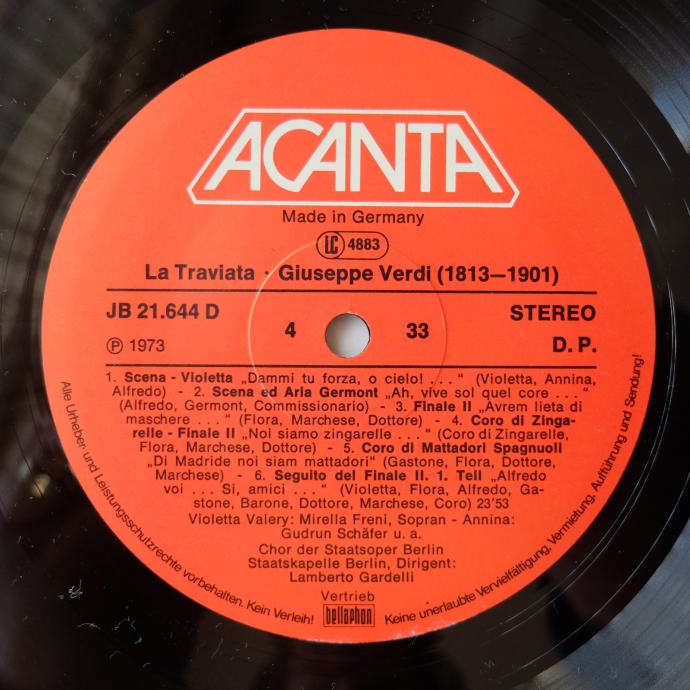 ACANTA
Made in Germany
LC 4883
La Traviata · Giuseppe Verdi (1813—1901)
JB 21.644 D
STEREO
4
33
Ⓟ 1973
D. P.
1. Scena - Violetta „Dammi tu forza, o cielo! . . .“ (Violetta, Annina,
Alfredo) - 2. Scena ed Aria Germont „Ah, vive sol quel core . . .“
(Alfredo, Germont, Commissionario) - 3. Finale II „Avrem lieta di
maschere . . .“ (Flora, Marchese, Dottore) - 4. Coro di Zinga-
relle - Finale II „Noi siamo zingarelle . . .“ (Coro di Zingarelle,
Flora, Marchese, Dottore) - 5. Coro di Mattadori Spagnuoli
„Di Madride noi siam mattadori“ (Gastone, Flora, Dottore,
Marchese) - 6. Seguito del Finale II. 1. Teil „Alfredo
voi . . . Si, amici . . .“ (Violetta, Flora, Alfredo, Ga-
stone, Barone, Dottore, Marchese, Coro) 23'53
Violetta Valery: Mirella Freni, Sopran - Annina:
Gudrun Schäfer u. a.
Chor der Staatsoper Berlin
Staatskapelle Berlin, Dirigent:
Lamberto Gardelli
Vertrieb
bellaphon
Alle Urheber- und Leistungsschutzrechte vorbehalten. Kein Verleih! Keine unerlaubte Vervielfältigung, Vermietung, Aufführung und Sendung!